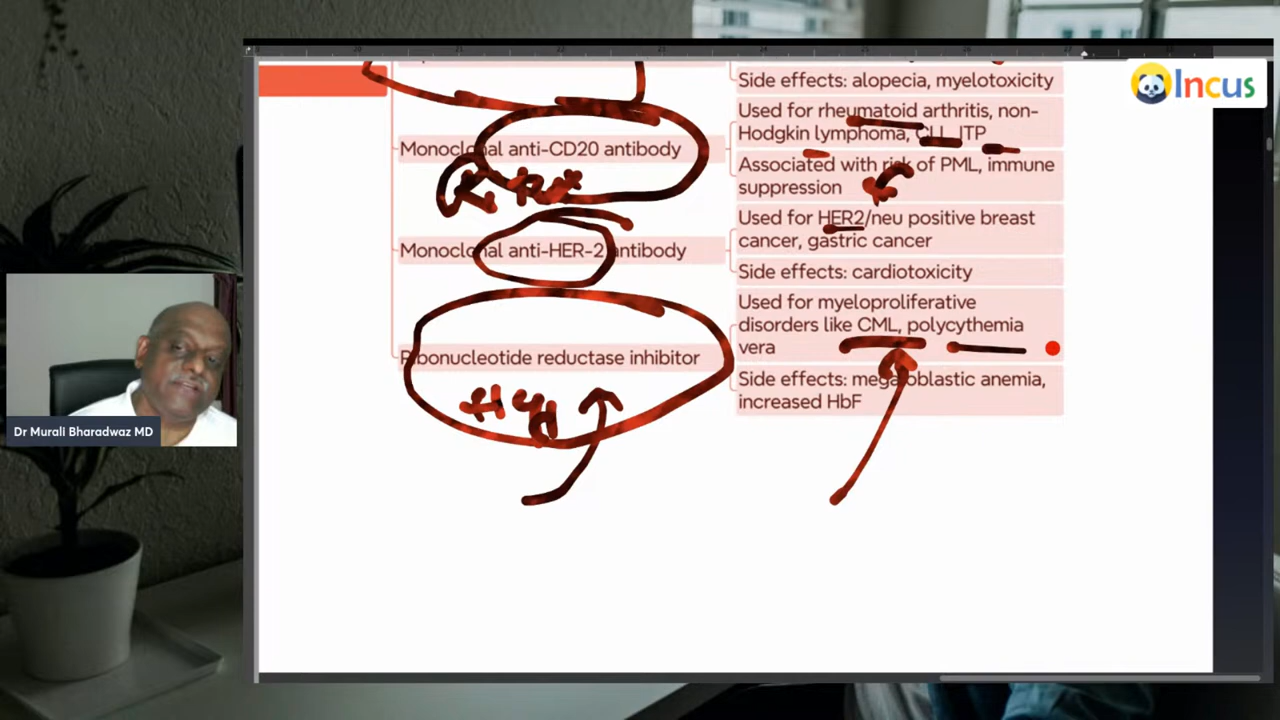 Incus
Side effects: alopecia, myelotoxicity
Used for rheumatoid arthritis, non-
Hodgkin lymphoma, CLL, ITP
Monoclonal anti-CD20 antibody
Associated with risk of PML, immune
suppression
Used for HER2/neu positive breast
cancer, gastric cancer
Monoclonal anti-HER-2 antibody
Side effects: cardiotoxicity
Used for myeloproliferative
disorders like CML, polycythemia
vera
Ribonucleotide reductase inhibitor
Side effects: megaloblastic anemia,
increased HbF
Hyd
Dr Murali Bharadwaz MD